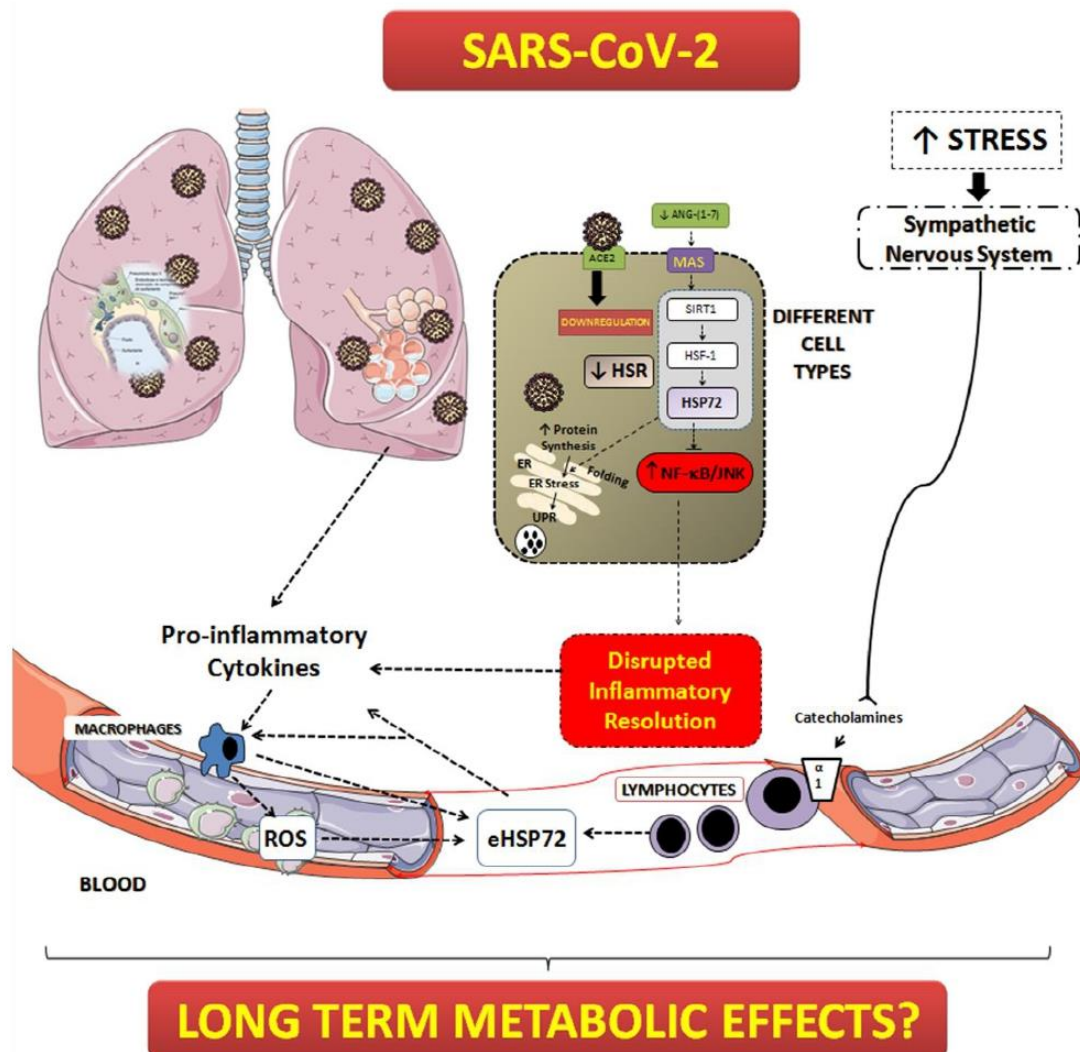 SARS-CoV-2
↑ STRESS
Sympathetic
Nervous System
↓ ANG-(1-7)
ACE2
MAS
DOWNREGULATION
SIRT1
↓ HSR
HSF-1
HSP72
DIFFERENT
CELL
TYPES
↑ Protein
Synthesis
ER
Folding
ER Stress
UPR
↑ NF-κB/JNK
Pro-inflammatory
Cytokines
Disrupted
Inflammatory
Resolution
MACROPHAGES
Catecholamines
α
1
LYMPHOCYTES
ROS
eHSP72
BLOOD
LONG TERM METABOLIC EFFECTS?